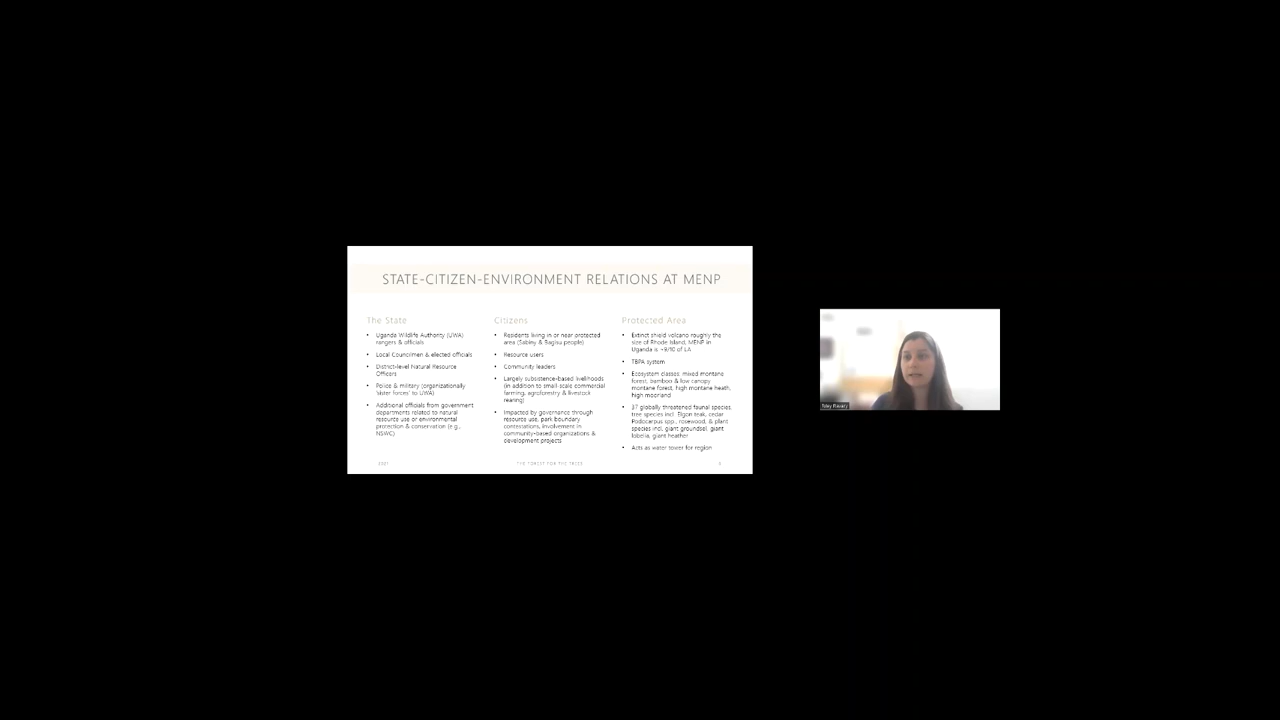 STATE-CITIZEN-ENVIRONMENT RELATIONS AT MENP
The State
• Uganda Wildlife Authority (UWA)
rangers & officials
• Local Councilmen & elected officials
• District-level Natural Resource
Officers
• Police & military (organizationally
'sister forces' to UWA)
• Additional officials from government
departments related to natural
resource use or environmental
protection & conservation (e.g.,
NSWC)
Citizens
• Residents living in or near protected
area (Sabiny & Bagisu people)
• Resource users
• Community leaders
• Largely subsistence-based livelihoods
(in addition to small-scale commercial
farming, agroforestry & livestock
rearing)
• Impacted by governance through
resource use, park boundary
contestations, involvement in
community-based organizations &
development projects
Protected Area
• Extinct shield volcano roughly the
size of Rhode Island, MENP in
Uganda is ~9/10 of LA
• TBPA system
• Ecosystem classes: mixed montane
forest, bamboo & low canopy
montane forest, high montane heath,
high moorland
• 37 globally threatened faunal species,
tree species incl. Elgon teak, cedar
Podocarpus spp., rosewood, & plant
species incl. giant groundsel, giant
lobelia, giant heather
• Acts as water tower for region
THE FOREST FOR THE TREES